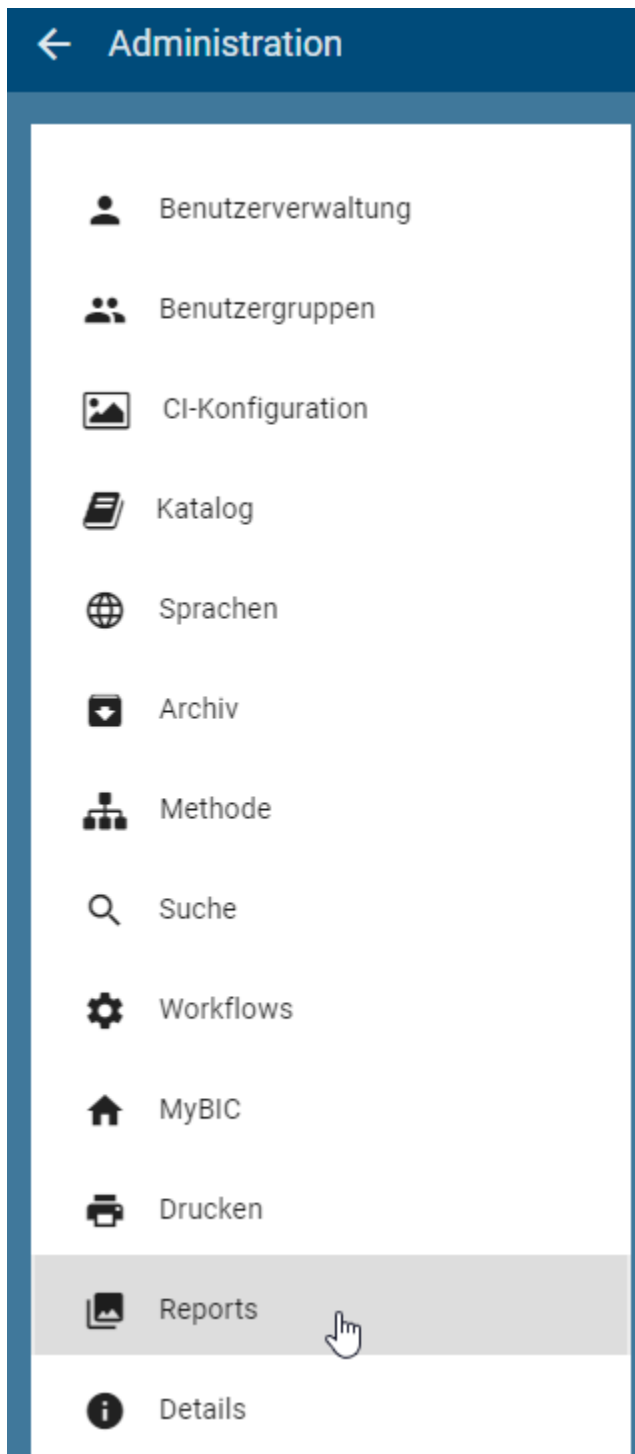 Administration
Benutzerverwaltung
Benutzergruppen
CI-Konfiguration
Katalog
Sprachen
Archiv
Methode
Suche
Workflows
MyBIC
Drucken
Reports
Details